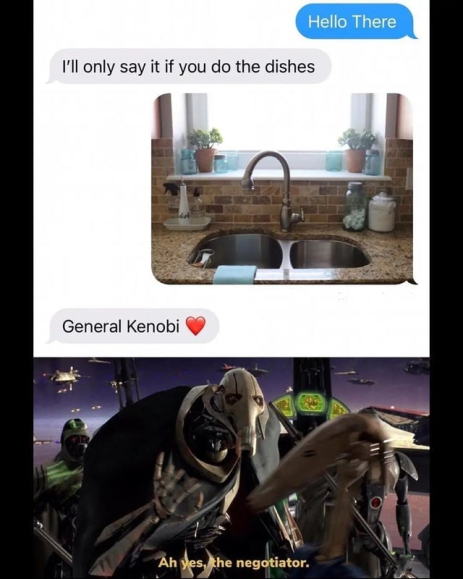 Hello There
I'll only say it if you do the dishes
General Kenobi ❤️
Ah yes, the negotiator.